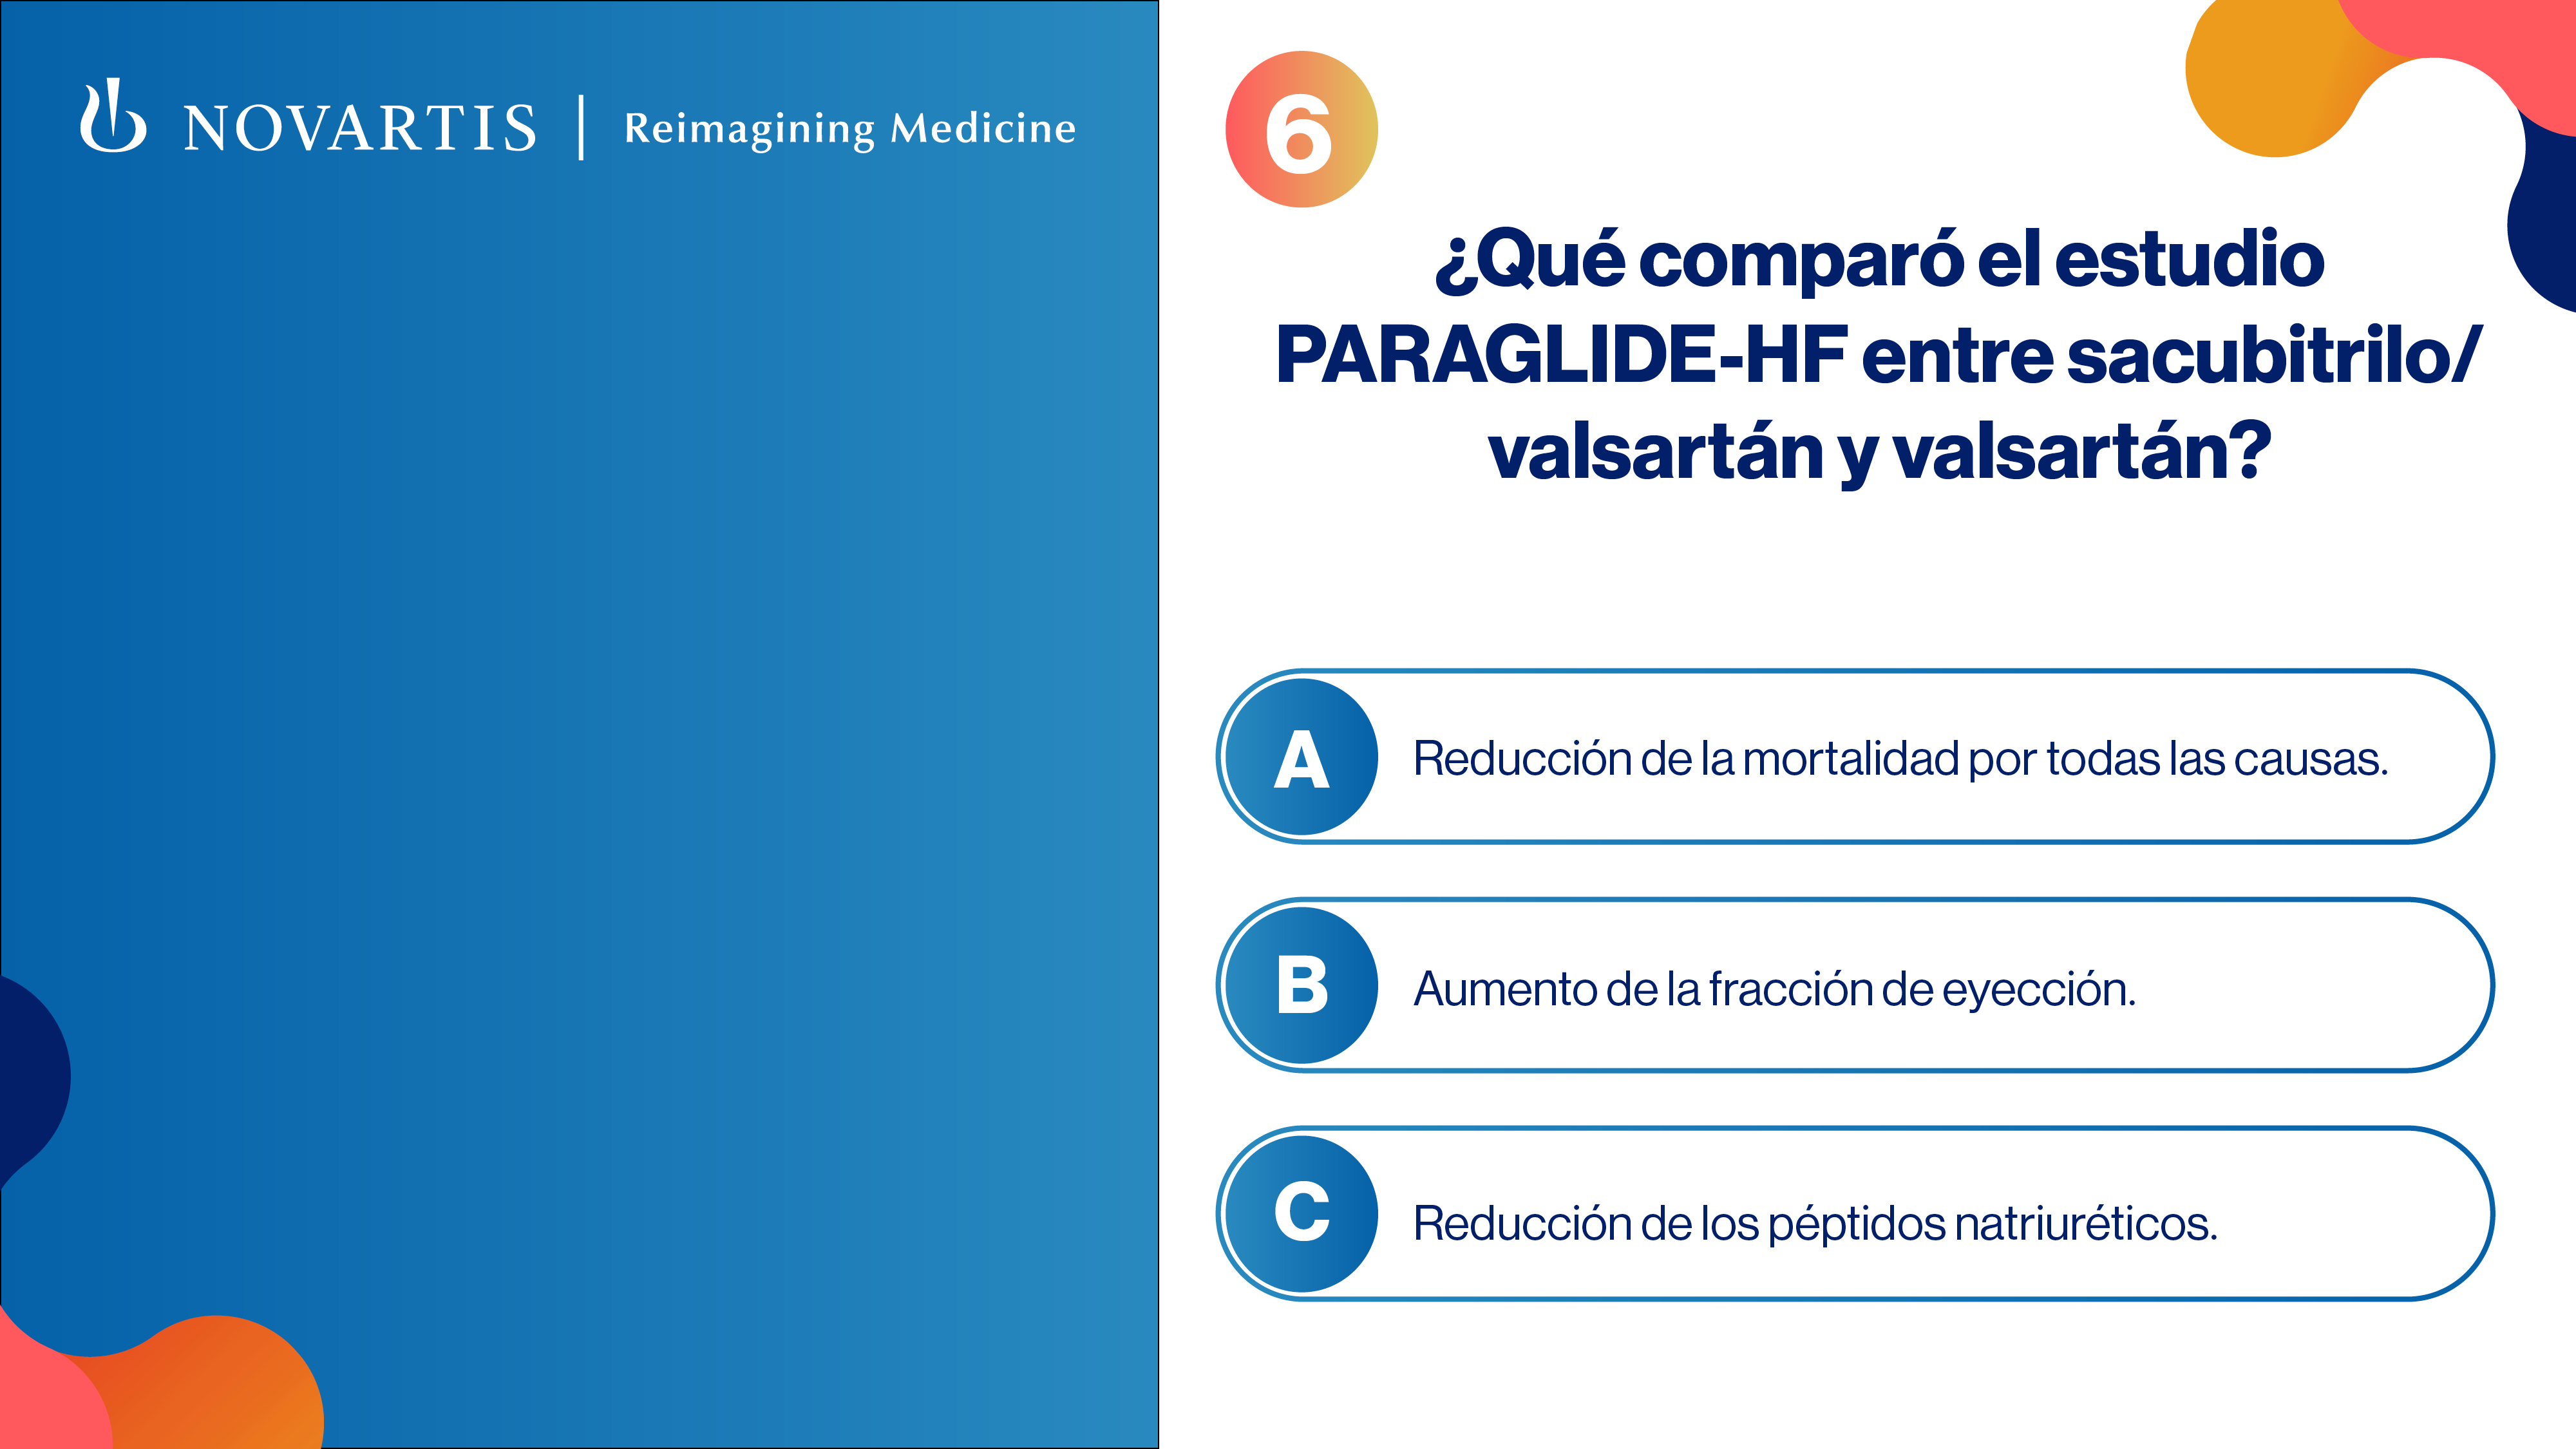 NOVARTIS | Reimagining Medicine
6
¿Qué comparó el estudio
PARAGLIDE-HF entre sacubitrilo/
valsartán y valsartán?
A Reducción de la mortalidad por todas las causas.
B Aumento de la fracción de eyección.
C Reducción de los péptidos natriuréticos.